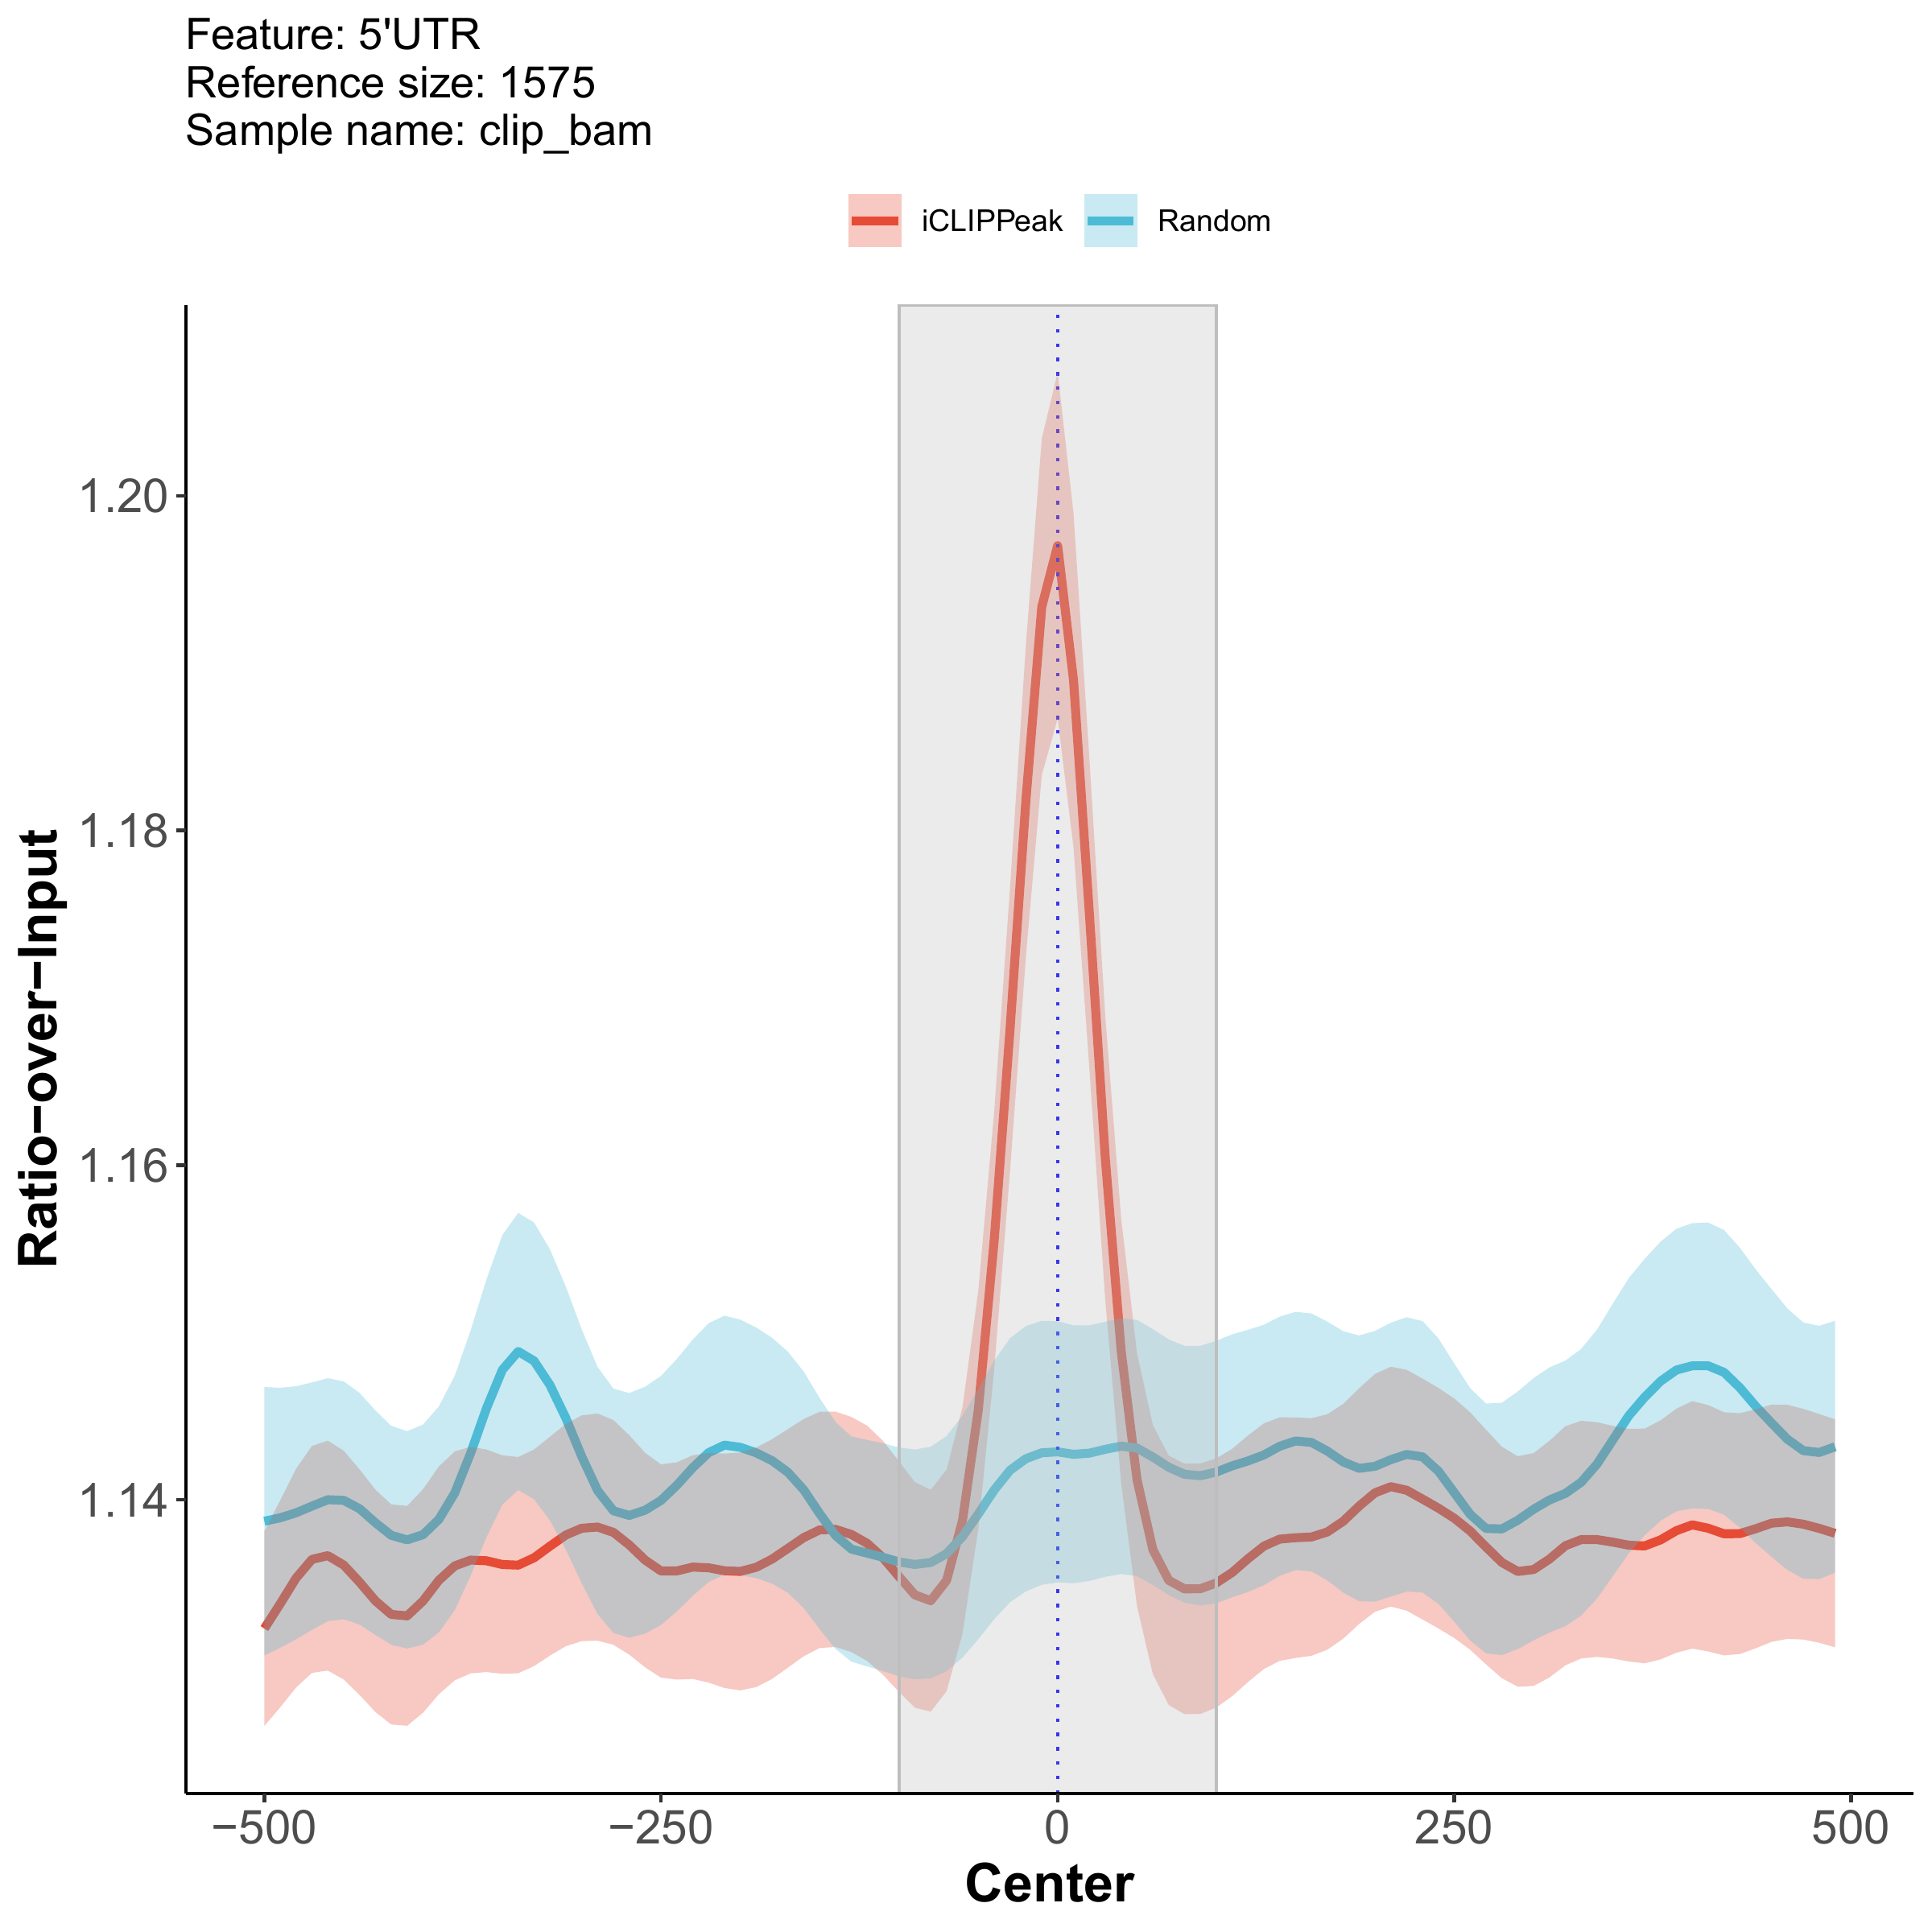 Feature: 5'UTR
Reference size: 1575
Sample name: clip_bam
iCLIPPeak Random
1.20
1.18
1.16
1.14
Ratio−over−Input
−500 −250 0 250 500
Center